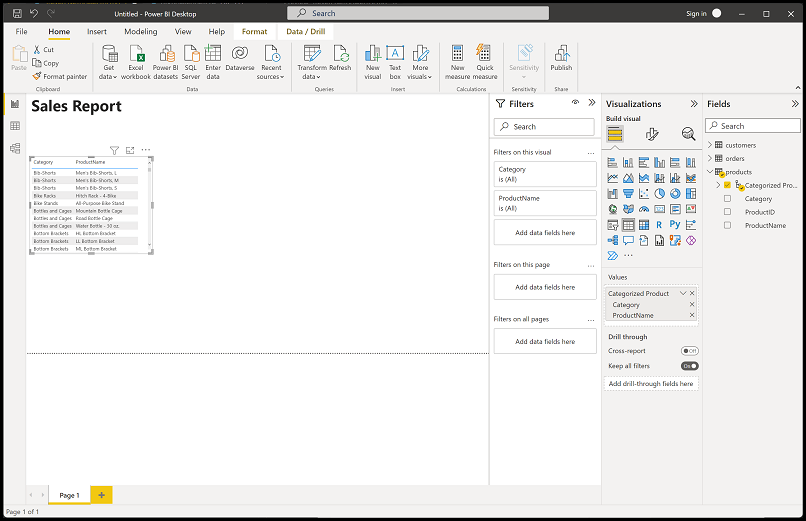 Untitled - Power BI Desktop
Search
Sign in
File
Home
Insert
Modeling
View
Help
Format
Data / Drill
Paste
Cut
Copy
Format painter
Clipboard
Get data
Excel workbook
Power BI datasets
SQL Server
Enter data
Dataverse
Recent sources
Data
Transform data
Refresh
Queries
New visual
Text box
More visuals
Insert
New measure
Quick measure
Calculations
Sensitivity
Sensitivity
Publish
Share
Sales Report
Category ProductName
Bib-Shorts Men's Bib-Shorts, L
Bib-Shorts Men's Bib-Shorts, M
Bib-Shorts Men's Bib-Shorts, S
Bike Racks Hitch Rack - 4-Bike
Bike Stands All-Purpose Bike Stand
Bottles and Cages Mountain Bottle Cage
Bottles and Cages Road Bottle Cage
Bottles and Cages Water Bottle - 30 oz.
Bottom Brackets HL Bottom Bracket
Bottom Brackets LL Bottom Bracket
Bottom Brackets ML Bottom Bracket
Filters
Search
Filters on this visual
Category
is (All)
ProductName
is (All)
Add data fields here
Filters on this page
Add data fields here
Filters on all pages
Add data fields here
Visualizations
Build visual
R
Py
Values
Categorized Product
Category
ProductName
Drill through
Cross-report
Off
Keep all filters
On
Add drill-through fields here
Fields
Search
customers
orders
products
Categorized Pro...
Category
ProductID
ProductName
Page 1
Page 1 of 1